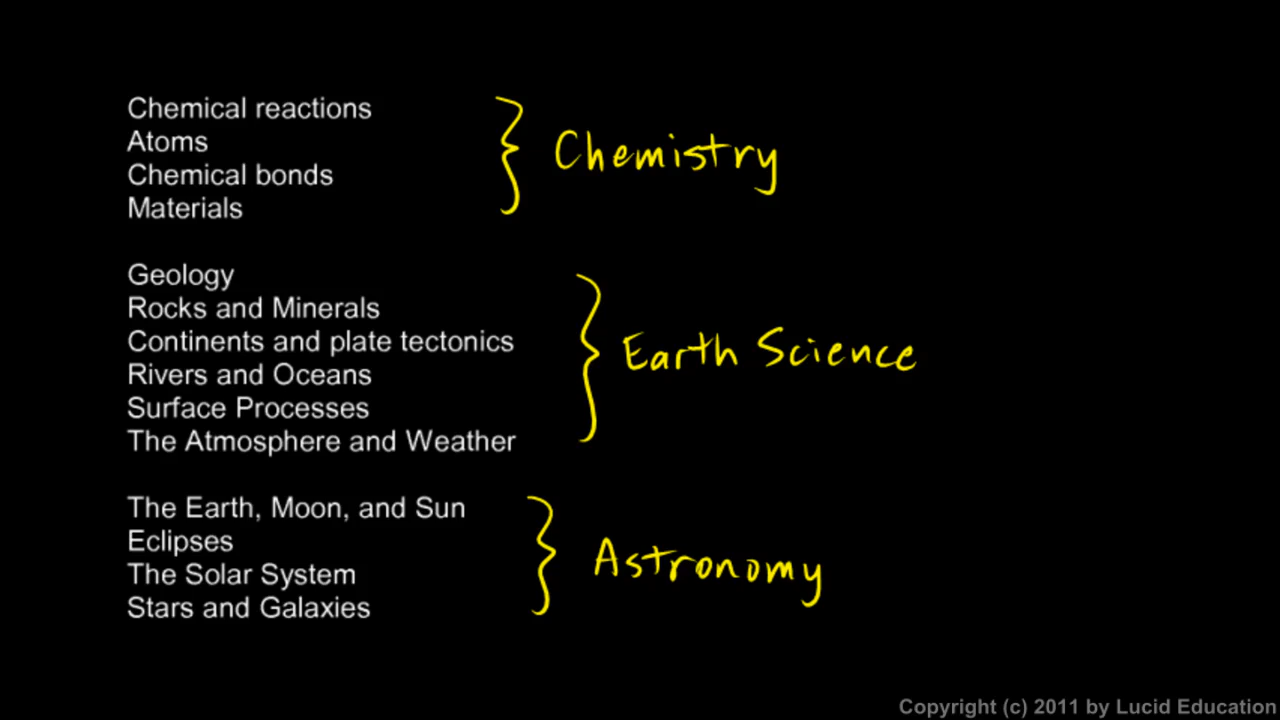 Chemical reactions
Atoms
Chemical bonds
Materials
Chemistry
Geology
Rocks and Minerals
Continents and plate tectonics
Rivers and Oceans
Surface Processes
The Atmosphere and Weather
Earth Science
The Earth, Moon, and Sun
Eclipses
The Solar System
Stars and Galaxies
Astronomy
Copyright (c) 2011 by Lucid Education